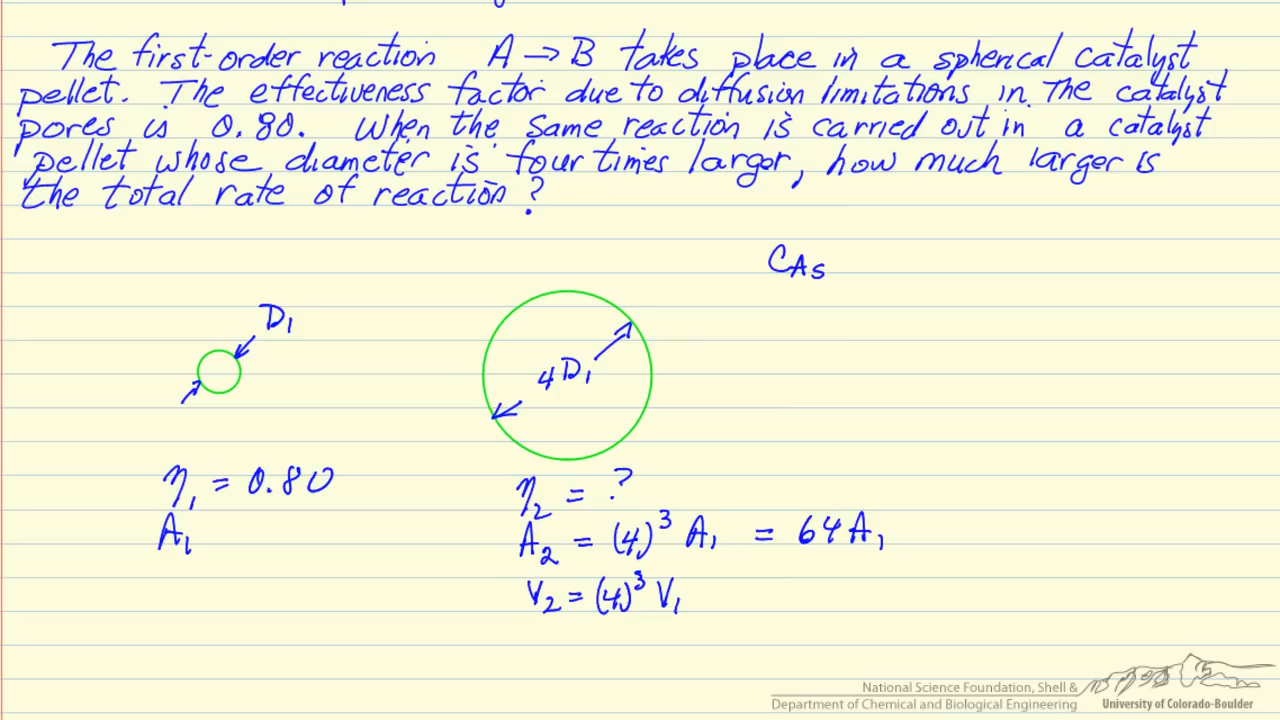 The first-order reaction A → B takes place in a spherical catalyst
pellet. The effectiveness factor due to diffusion limitations in the catalyst
pores is 0.80. When the same reaction is carried out in a catalyst
pellet whose diameter is four times larger, how much larger is
the total rate of reaction?
C_AS
D₁
4D₁
η₁ = 0.80
η₂ = ?
A₁
A₂ = (4)³ A₁ = 64A₁
V₂ = (4)³ V₁
National Science Foundation, Shell &
Department of Chemical and Biological Engineering
University of Colorado-Boulder